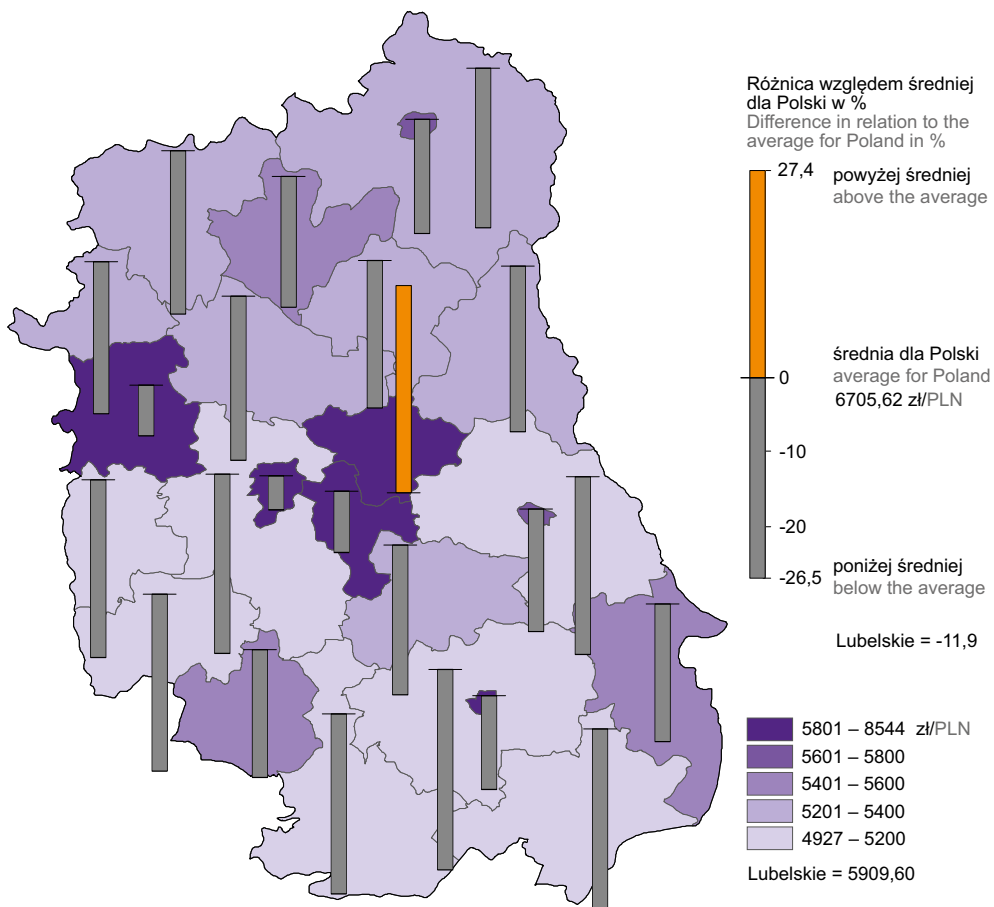 Różnica względem średniej
dla Polski w %
Difference in relation to the
average for Poland in %
27,4
powyżej średniej
above the average
średnia dla Polski
average for Poland
0
6705,62 zł/PLN
-10
-20
-26,5
poniżej średniej
below the average
Lubelskie = -11,9
5801 – 8544 zł/PLN
5601 – 5800
5401 – 5600
5201 – 5400
4927 – 5200
Lubelskie = 5909,60